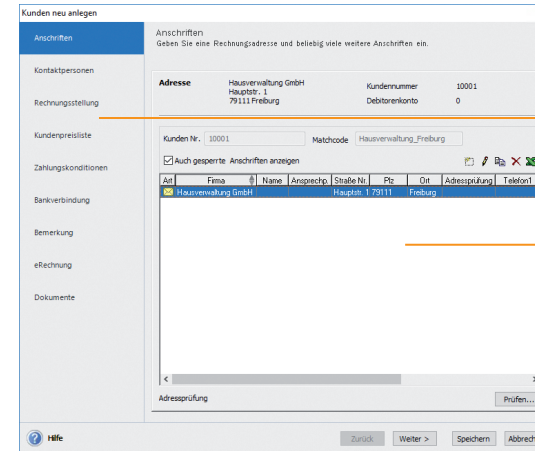 Kunden neu anlegen
Anschriften
Kontaktpersonen
Rechnungsstellung
Kundenpreisliste
Zahlungskonditionen
Bankverbindung
Bemerkung
eRechnung
Dokumente
Anschriften
Geben Sie eine Rechnungsadresse und beliebig viele weitere Anschriften ein.
Adresse Hausverwaltung GmbH Kundennummer 10001
Hauptstr. 1
79111 Freiburg Debitorenkonto 0
Kunden Nr. 10001 Matchcode Hausverwaltung_Freiburg
Auch gesperrte Anschriften anzeigen
Art Firma Name Ansprechp. Straße Nr. Plz Ort Adressprüfung Telefon1
Hausverwaltung GmbH Hauptstr. 1 79111 Freiburg
Adressprüfung Prüfen...
Hilfe Zurück Weiter > Speichern Abbrech